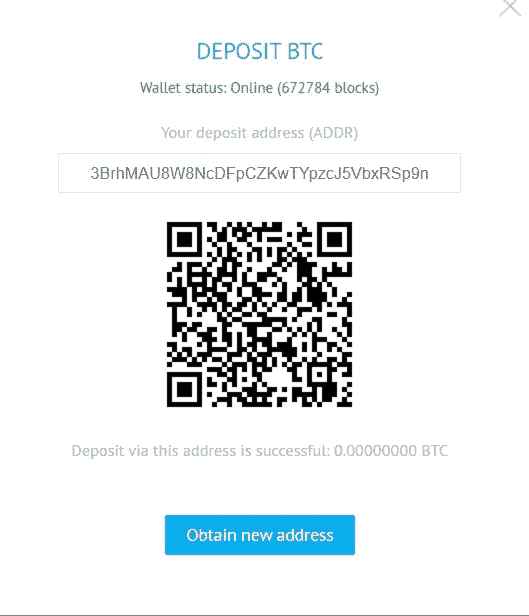 DEPOSIT BTC
Wallet status: Online (672784 blocks)
Your deposit address (ADDR)
3BrhMAU8W8NcDFpCZKwTYpzcJ5VbxRSp9n
Deposit via this address is successful: 0.00000000 BTC
Obtain new address